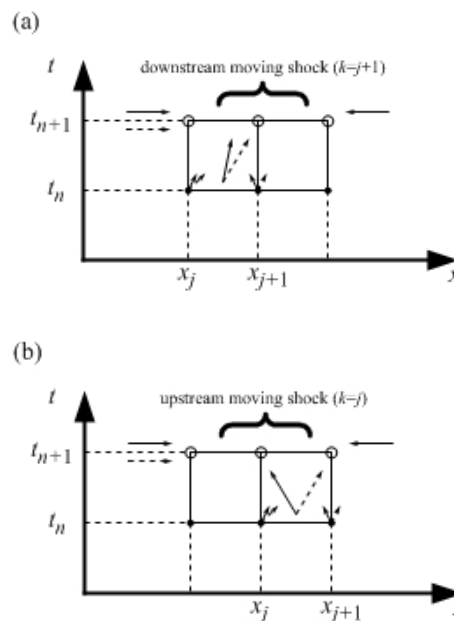 (a)
t
downstream moving shock (k=j+1)
t_{n+1}
t_n
x_j
x_{j+1}
(b)
t
upstream moving shock (k=j)
t_{n+1}
t_n
x_j
x_{j+1}